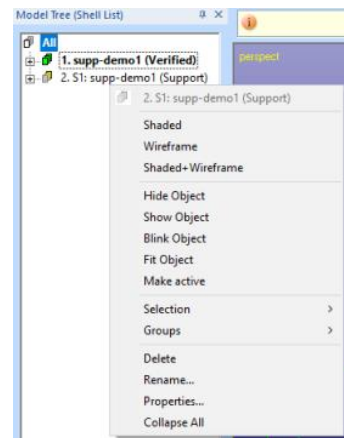 Model Tree (Shell List)
All
1. supp-demo1 (Verified)
perspect
2. S1: supp-demo1 (Support)
2. S1: supp-demo1 (Support)
Shaded
Wireframe
Shaded+Wireframe
Hide Object
Show Object
Blink Object
Fit Object
Make active
Selection
Groups
Delete
Rename...
Properties...
Collapse All